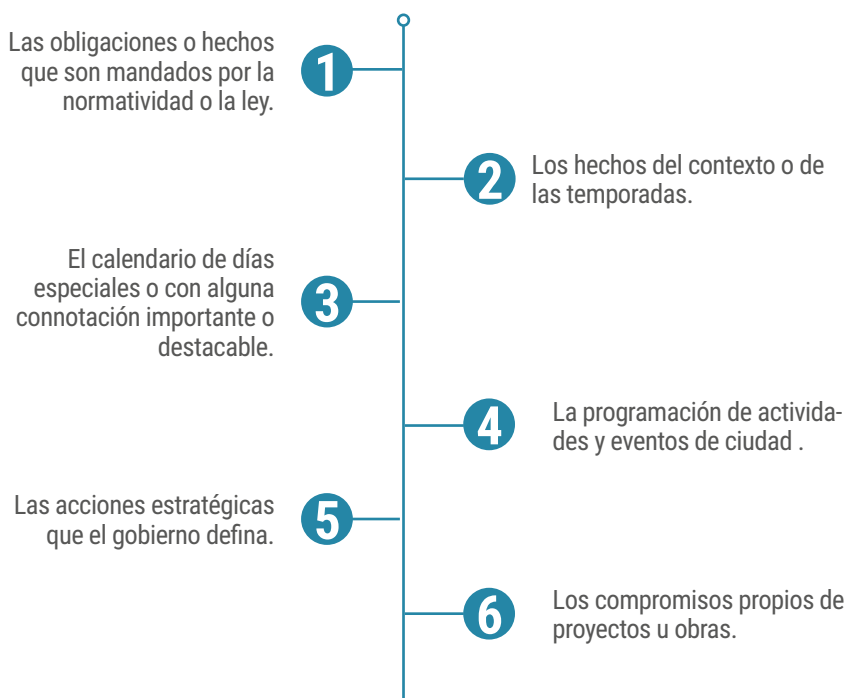 1
Las obligaciones o hechos
que son mandados por la
normatividad o la ley.
2
Los hechos del contexto o de
las temporadas.
3
El calendario de días
especiales o con alguna
connotación importante o
destacable.
4
La programación de activida-
des y eventos de ciudad .
5
Las acciones estratégicas
que el gobierno defina.
6
Los compromisos propios de
proyectos u obras.